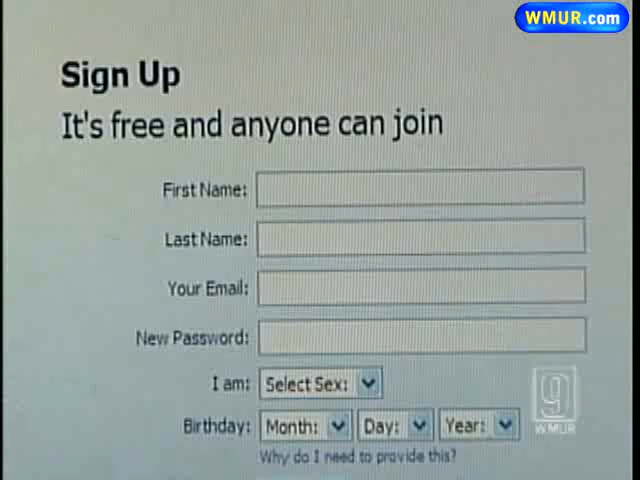 WMUR.com
Sign Up
It's free and anyone can join
First Name:
Last Name:
Your Email:
New Password:
I am: Select Sex:
Birthday: Month: Day: Year:
Why do I need to provide this?
9
WMUR